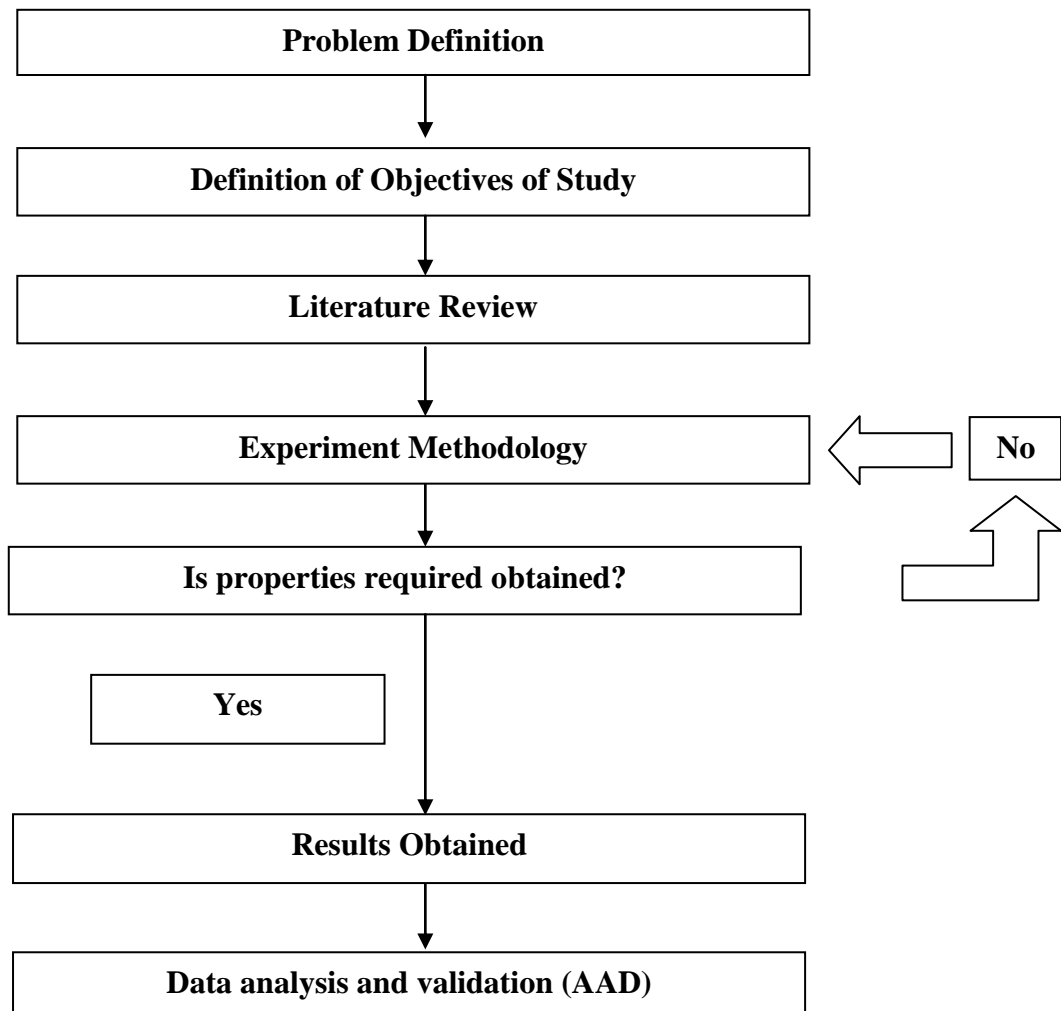 Problem Definition
Definition of Objectives of Study
Literature Review
Experiment Methodology
No
Is properties required obtained?
Yes
Results Obtained
Data analysis and validation (AAD)